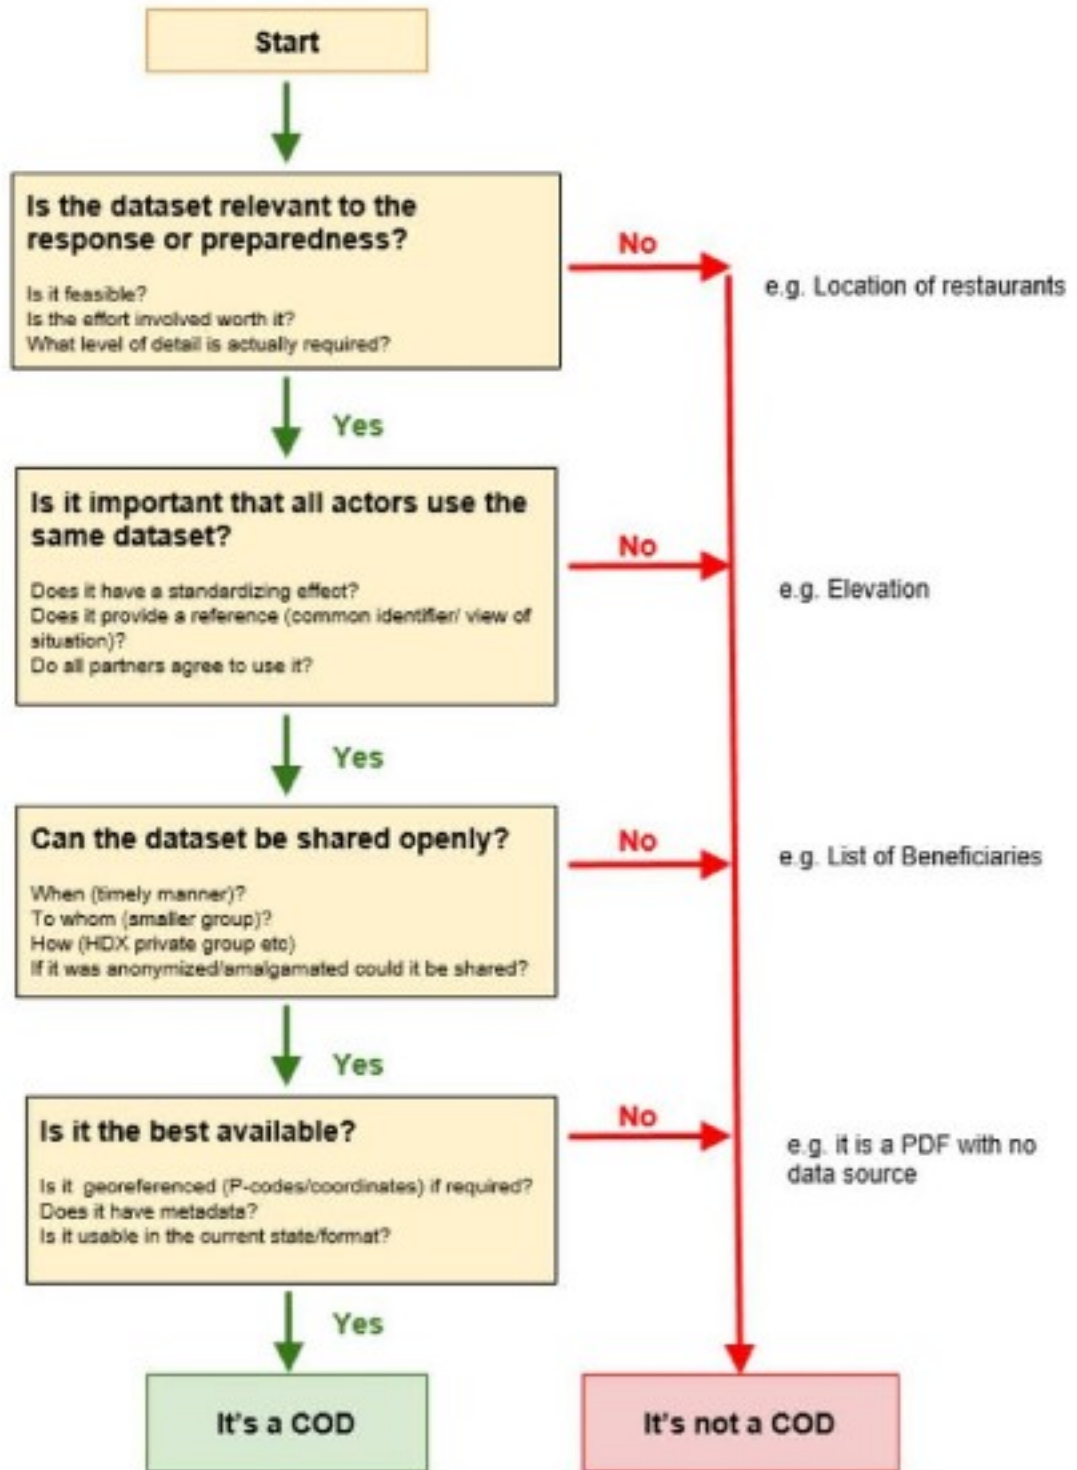 Start
Is the dataset relevant to the
response or preparedness?
Is it feasible?
Is the effort involved worth it?
What level of detail is actually required?
No
e.g. Location of restaurants
Yes
Is it important that all actors use the
same dataset?
Does it have a standardizing effect?
Does it provide a reference (common identifier/ view of
situation)?
Do all partners agree to use it?
No
e.g. Elevation
Yes
Can the dataset be shared openly?
When (timely manner)?
To whom (smaller group)?
How (HDX private group etc)
If it was anonymized/amalgamated could it be shared?
No
e.g. List of Beneficiaries
Yes
Is it the best available?
Is it georeferenced (P-codes/coordinates) if required?
Does it have metadata?
Is it usable in the current state/format?
No
e.g. it is a PDF with no
data source
Yes
It's a COD
It's not a COD